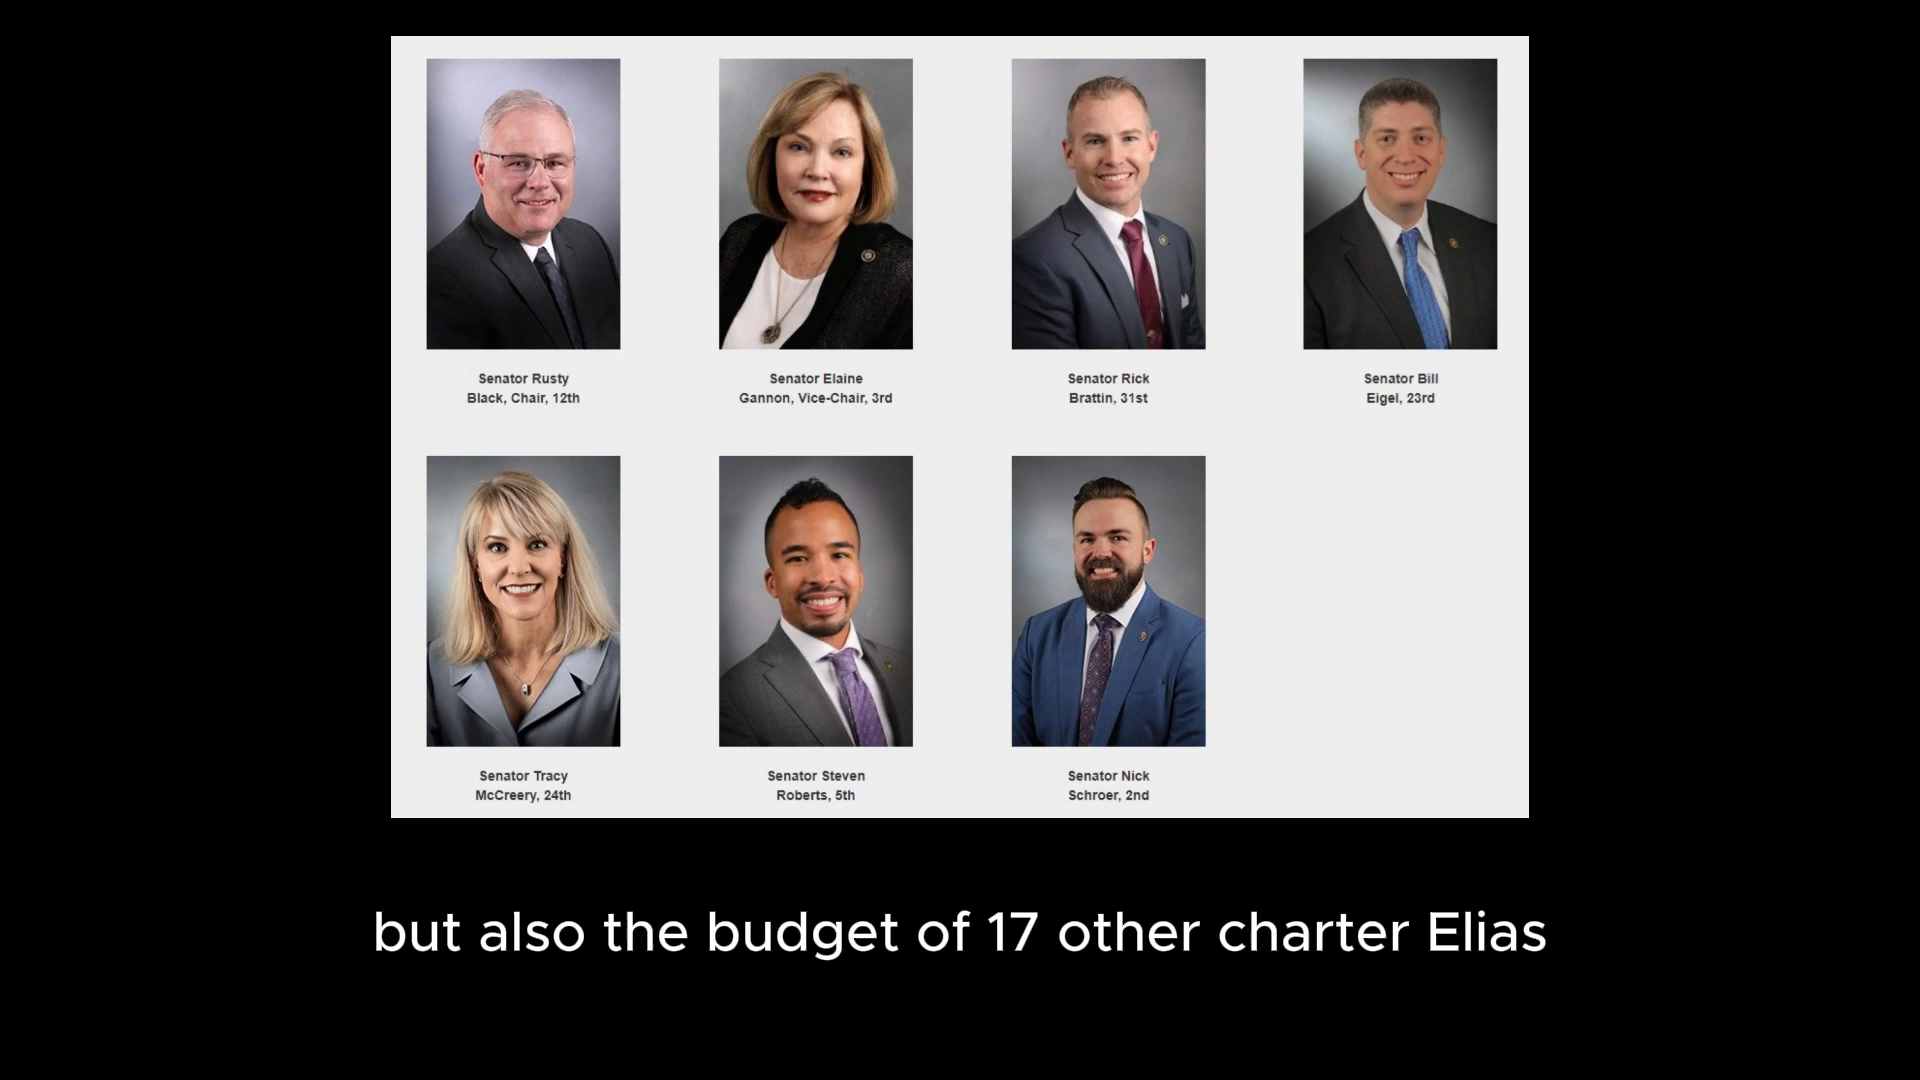 Senator Rusty
Black, Chair, 12th
Senator Elaine
Gannon, Vice-Chair, 3rd
Senator Rick
Brattin, 31st
Senator Bill
Eigel, 23rd
Senator Tracy
McCreery, 24th
Senator Steven
Roberts, 5th
Senator Nick
Schroer, 2nd
but also the budget of 17 other charter Elias